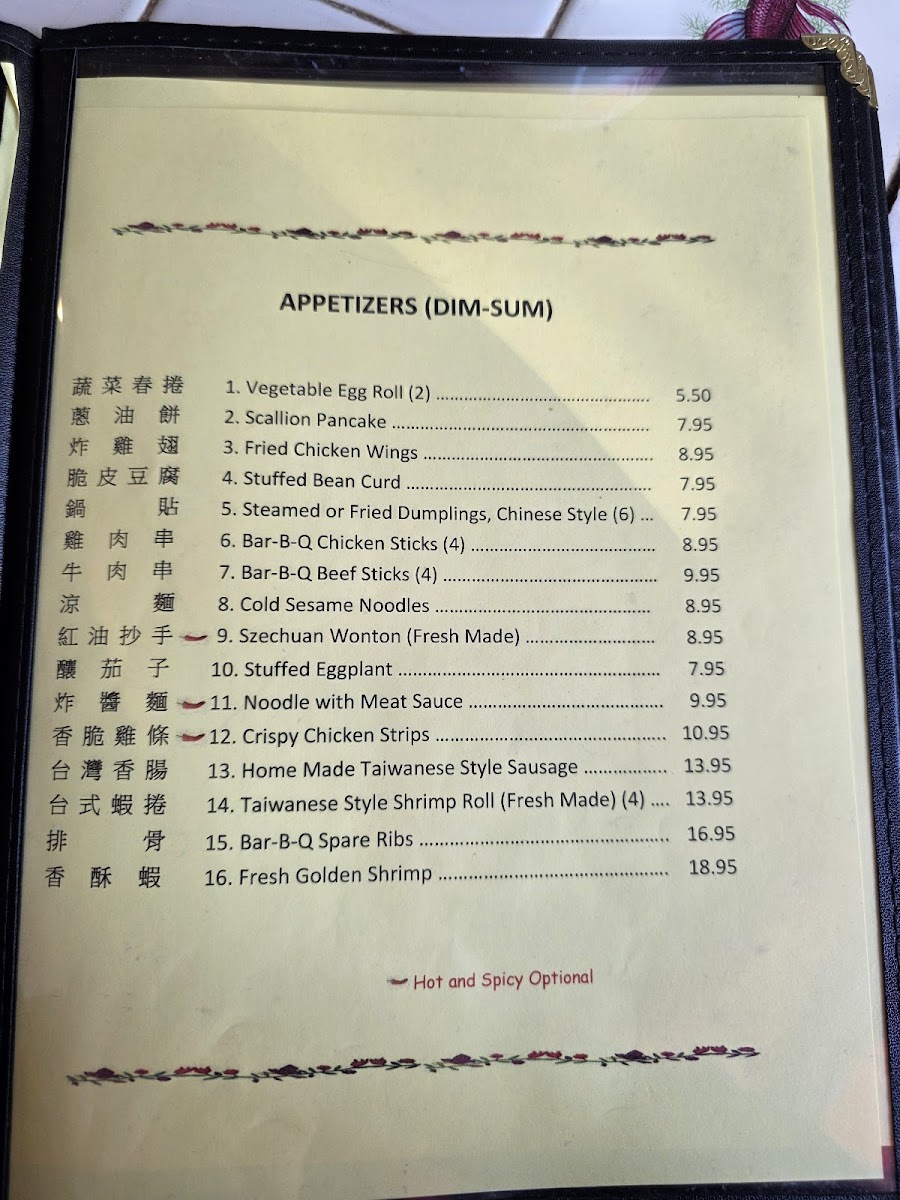 APPETIZERS (DIM-SUM)
蔬菜春捲 1. Vegetable Egg Roll (2) ........ 5.50
蔥油餅 2. Scallion Pancake ........ 7.95
炸雞翅 3. Fried Chicken Wings ........ 8.95
脆皮豆腐 4. Stuffed Bean Curd ........ 7.95
鍋貼 5. Steamed or Fried Dumplings, Chinese Style (6) ... 7.95
雞肉串 6. Bar-B-Q Chicken Sticks (4) ........ 8.95
牛肉串 7. Bar-B-Q Beef Sticks (4) ........ 9.95
涼麵 8. Cold Sesame Noodles ........ 8.95
紅油抄手 9. Szechuan Wonton (Fresh Made) ........ 8.95
釀茄子 10. Stuffed Eggplant ........ 7.95
炸醬麵 11. Noodle with Meat Sauce ........ 9.95
香脆雞條 12. Crispy Chicken Strips ........ 10.95
台灣香腸 13. Home Made Taiwanese Style Sausage ........ 13.95
台式蝦捲 14. Taiwanese Style Shrimp Roll (Fresh Made) (4) .... 13.95
排骨 15. Bar-B-Q Spare Ribs ........ 16.95
香酥蝦 16. Fresh Golden Shrimp ........ 18.95
Hot and Spicy Optional